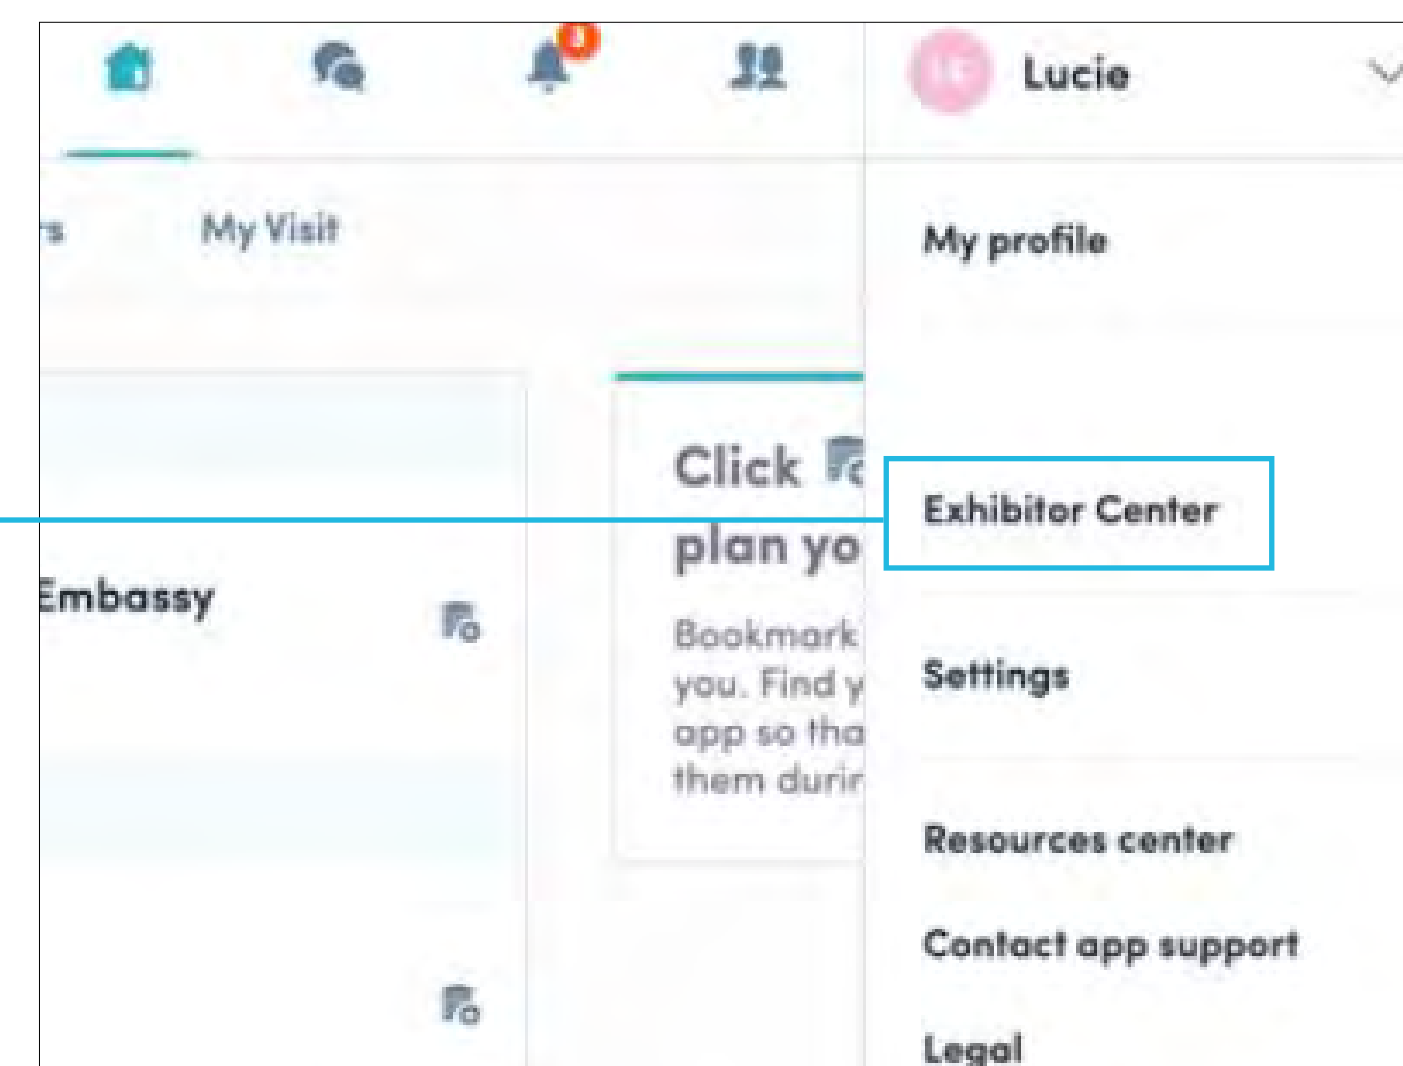 Lucie
My Visit
My profile
Click
plan yo
Exhibitor Center
Embassy
Bookmark
you. Find y
app so tha
them durin
Settings
Resources center
Contact app support
Legal